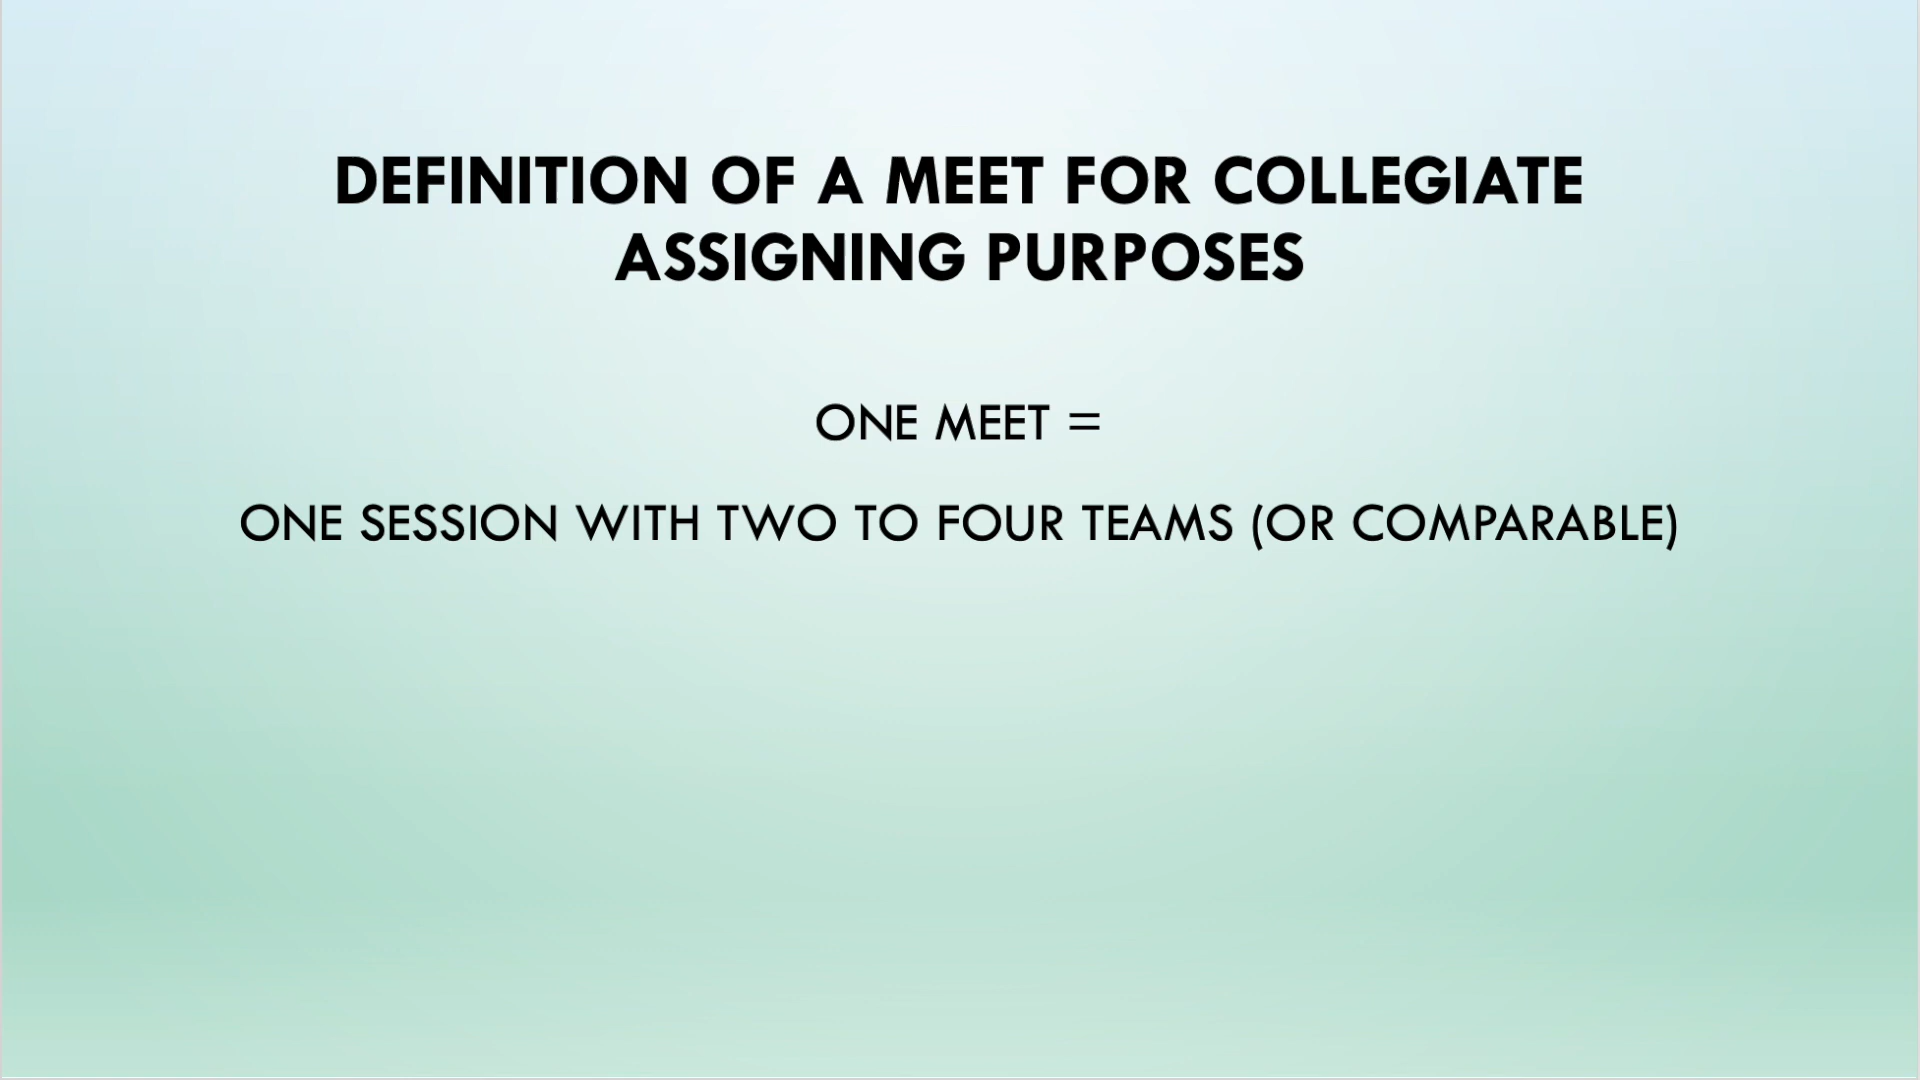 DEFINITION OF A MEET FOR COLLEGIATE
ASSIGNING PURPOSES
ONE MEET =
ONE SESSION WITH TWO TO FOUR TEAMS (OR COMPARABLE)